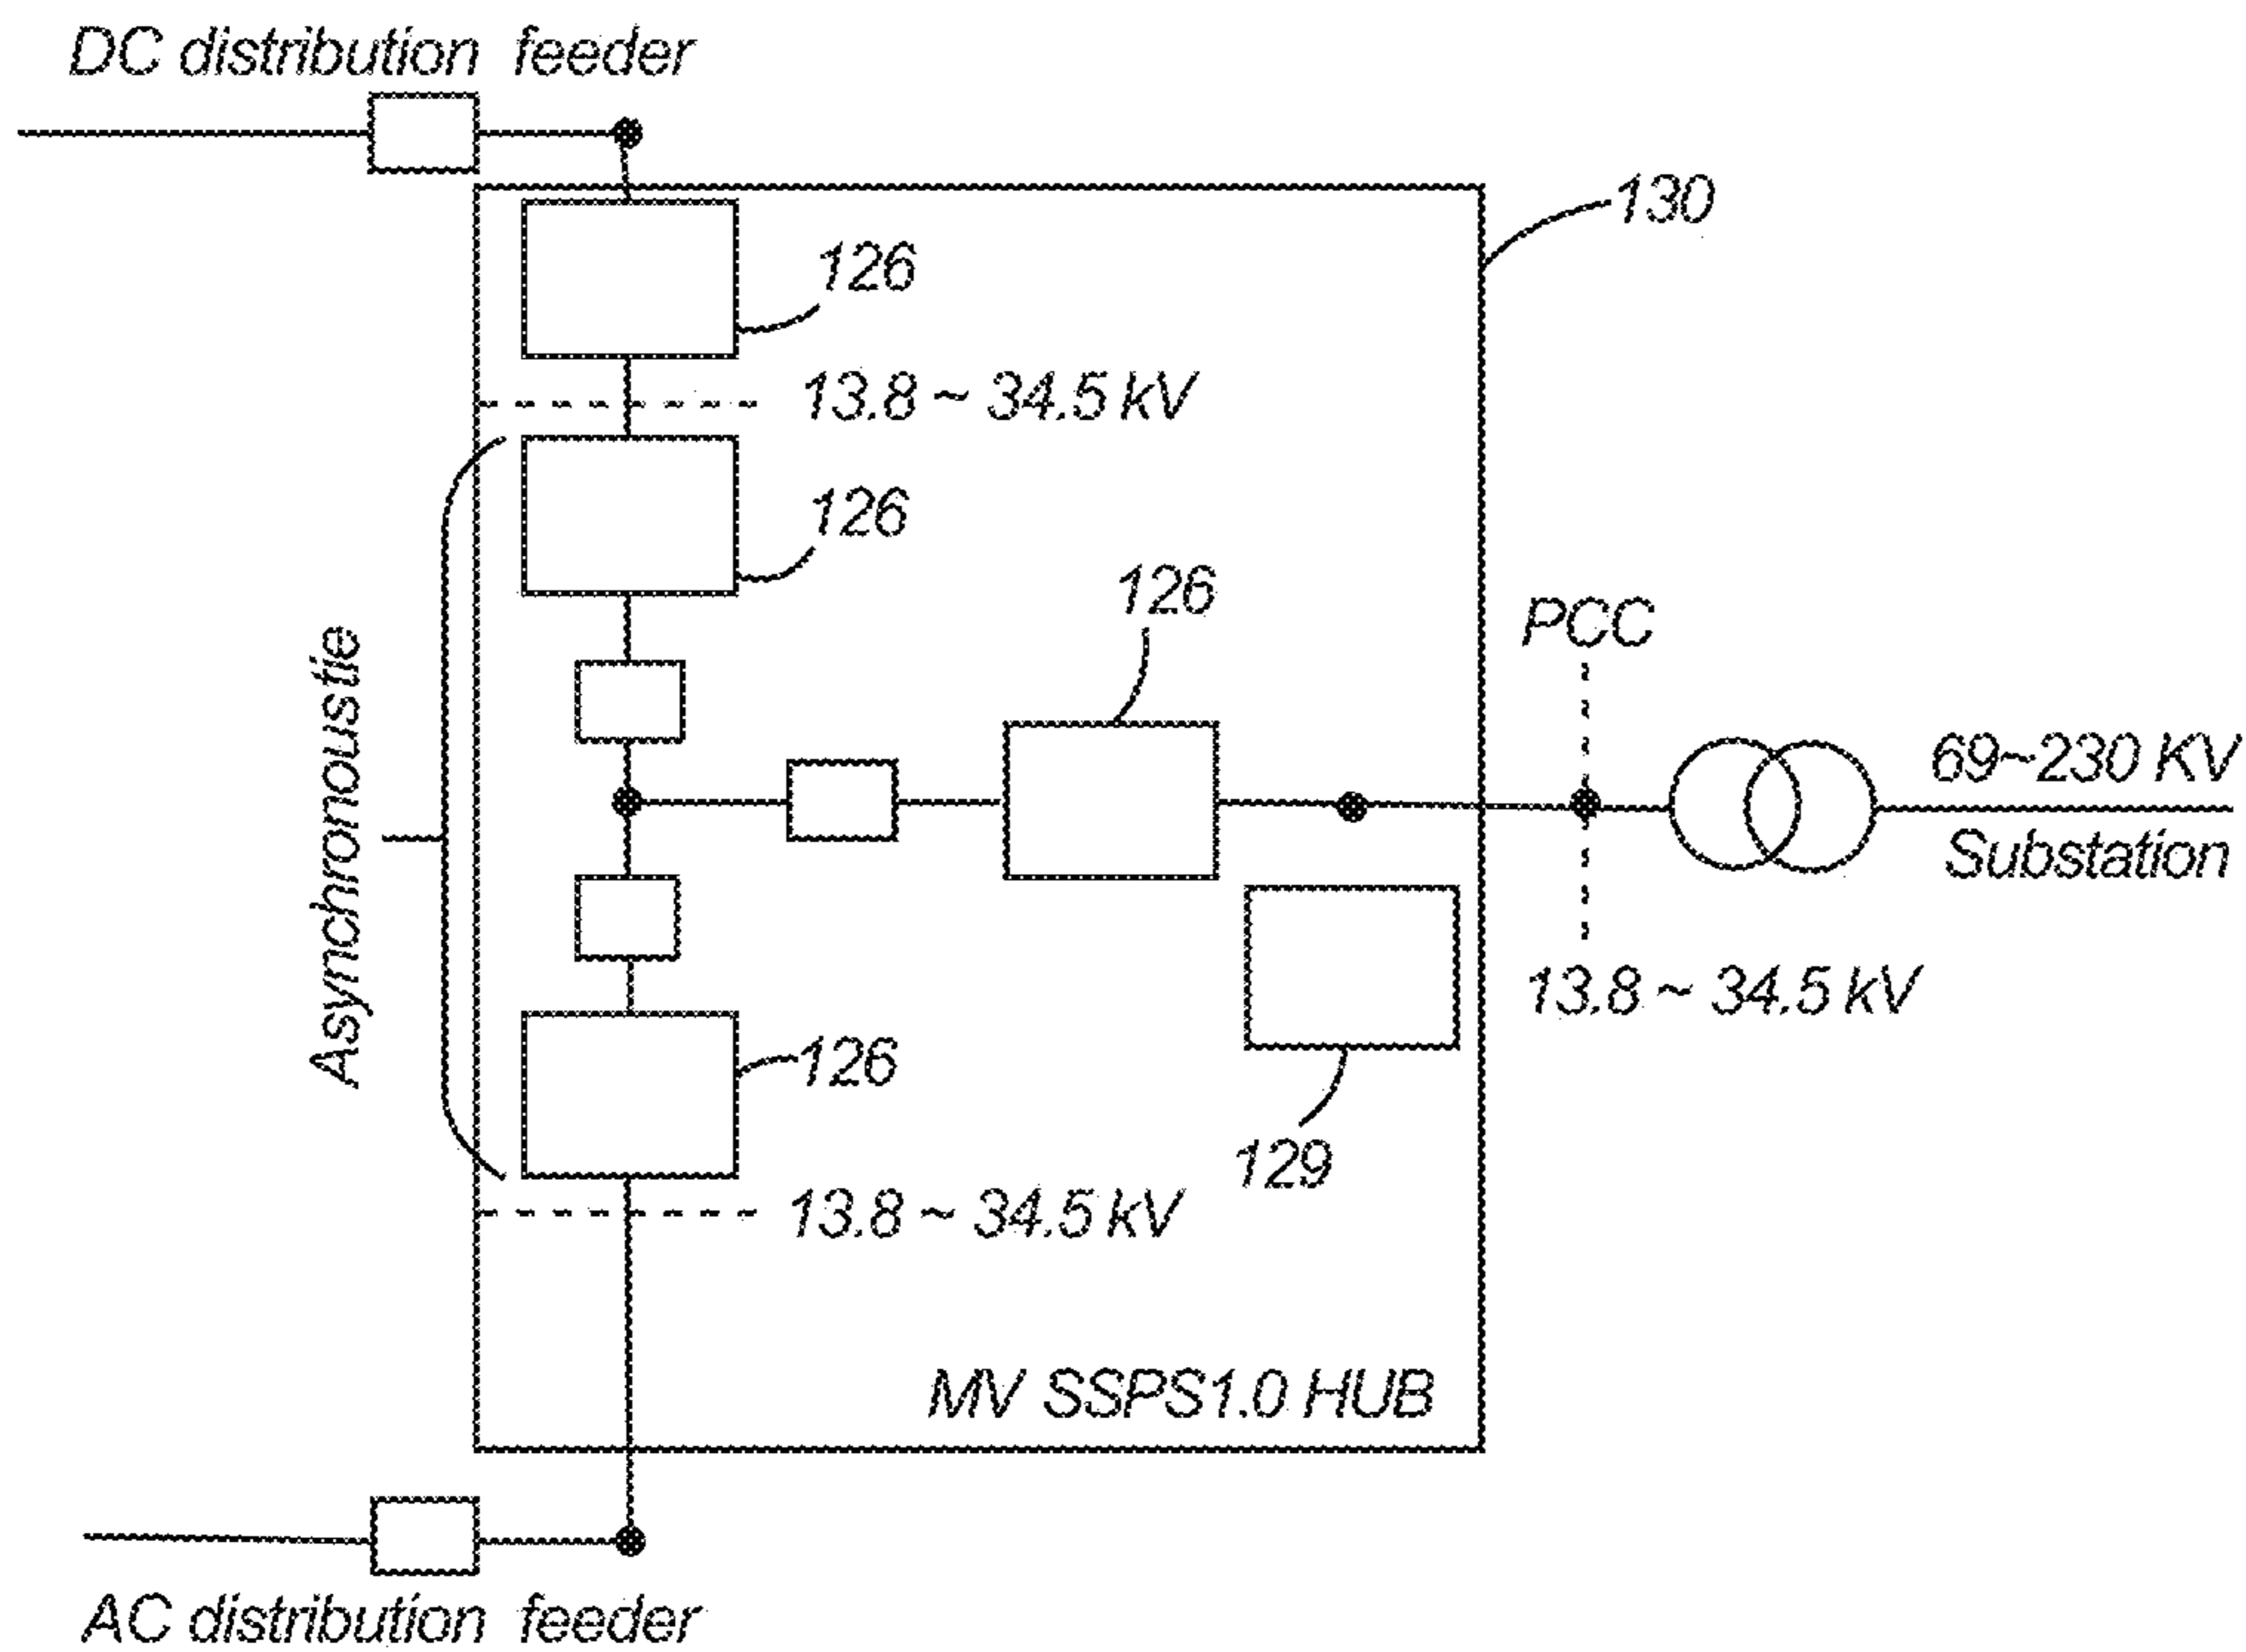 DC distribution feeder
130
126
13.8 ~ 34.5 kV
126
126
PCC
Asynchronoustie
69~230 KV
Substation
13.8 ~ 34.5 kV
126
129
13.8 ~ 34.5 kV
MV SSPS1.0 HUB
AC distribution feeder